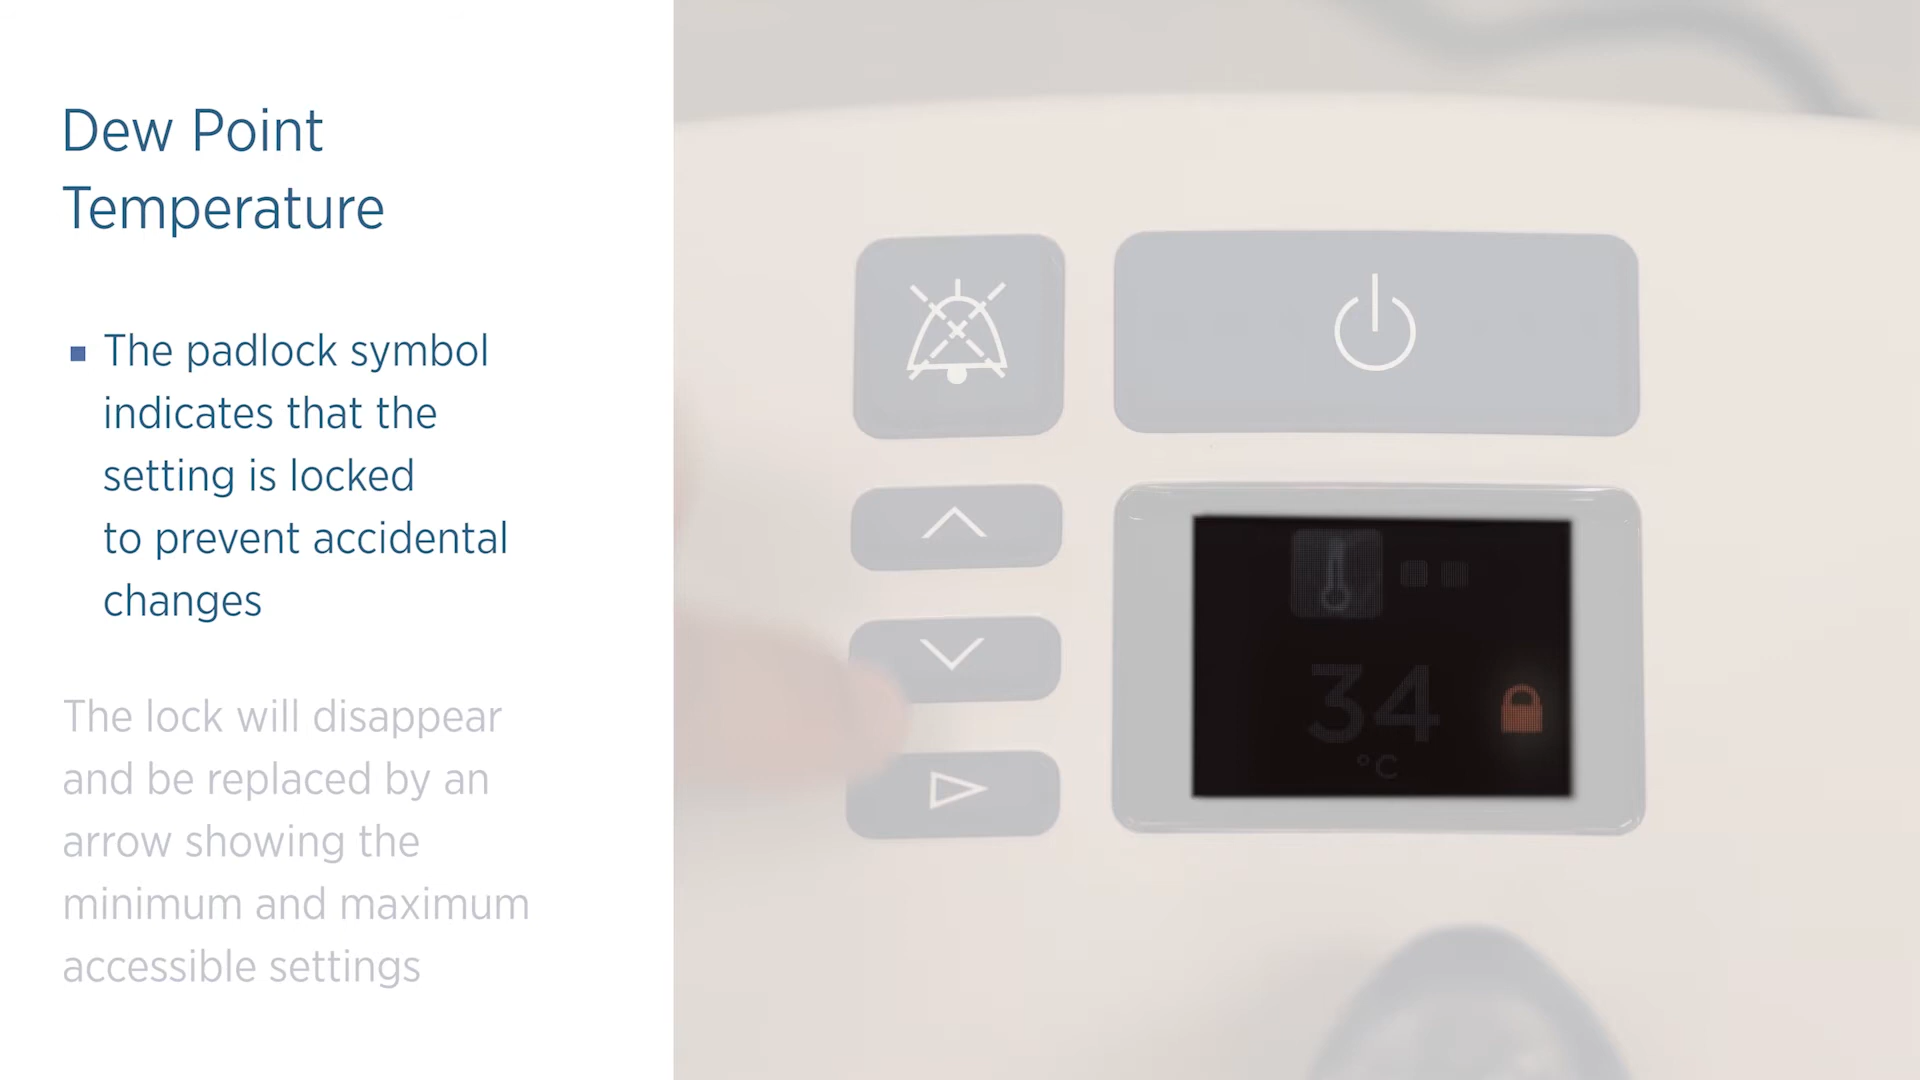 Dew Point
Temperature
The padlock symbol
indicates that the
setting is locked
to prevent accidental
changes
The lock will disappear
and be replaced by an
arrow showing the
minimum and maximum
accessible settings
34
°C